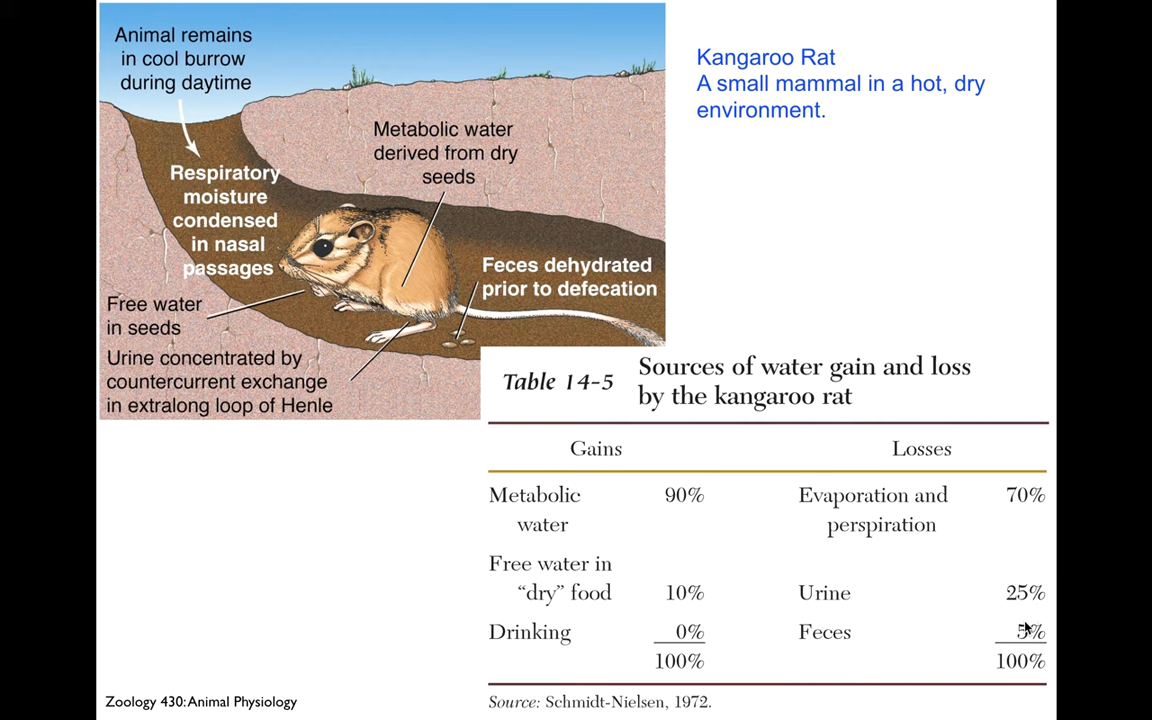 Animal remains
in cool burrow
during daytime
Kangaroo Rat
A small mammal in a hot, dry
environment.
Metabolic water
derived from dry
seeds
Respiratory
moisture
condensed
in nasal
passages
Feces dehydrated
prior to defecation
Free water
in seeds
Urine concentrated by
countercurrent exchange
in extralong loop of Henle
Table 14-5 Sources of water gain and loss
by the kangaroo rat
Gains Losses
Metabolic 90% Evaporation and 70%
water perspiration
Free water in
“dry” food 10% Urine 25%
Drinking 0% Feces 5%
100% 100%
Source: Schmidt-Nielsen, 1972.
Zoology 430: Animal Physiology